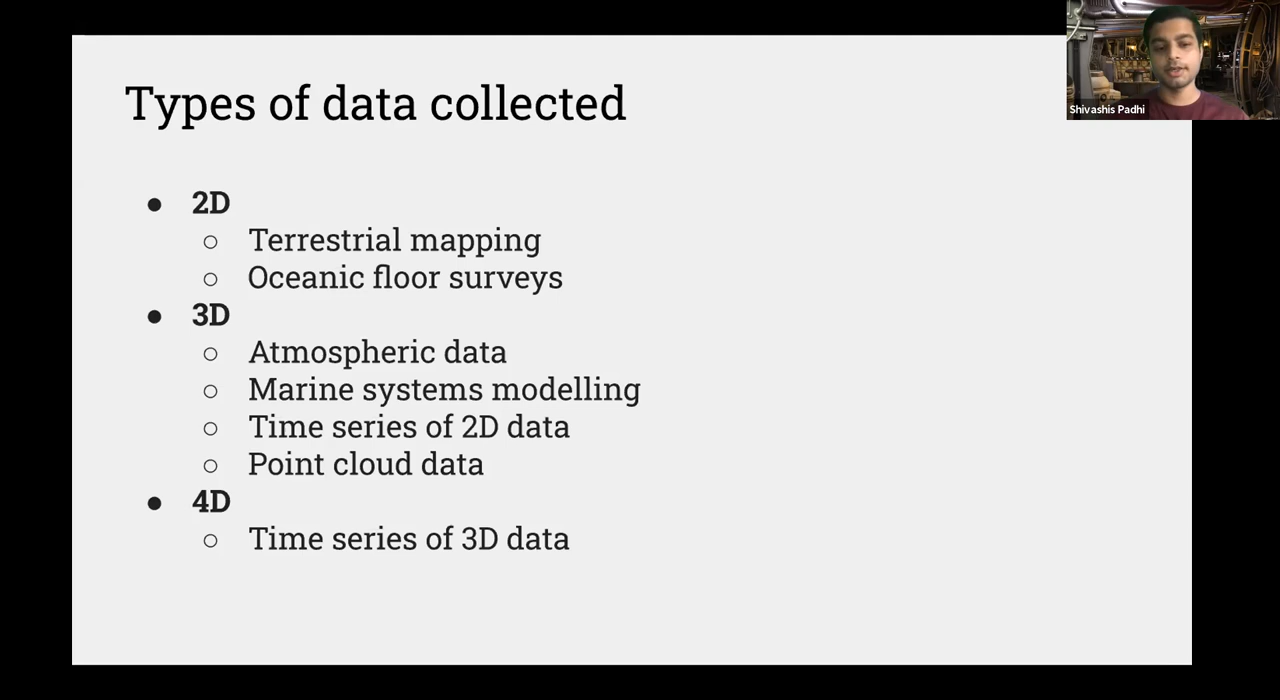 Types of data collected
Shivashis Padhi
● 2D
○ Terrestrial mapping
○ Oceanic floor surveys
● 3D
○ Atmospheric data
○ Marine systems modelling
○ Time series of 2D data
○ Point cloud data
● 4D
○ Time series of 3D data